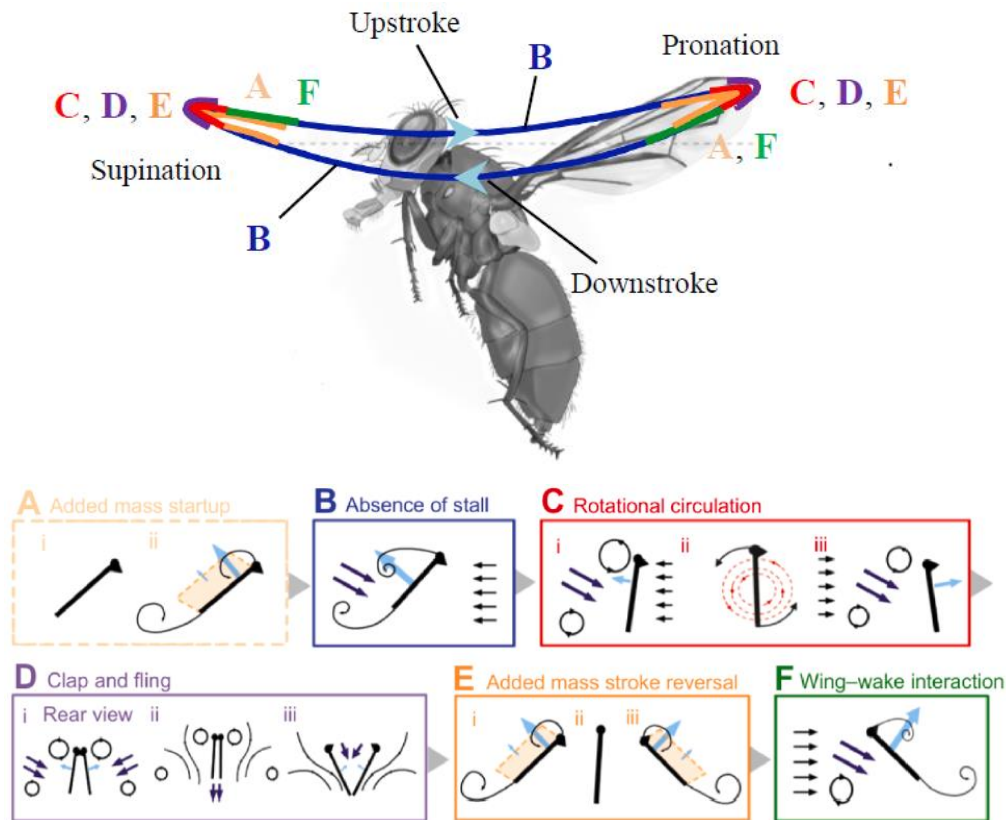 Upstroke
Pronation
B
A F
C, D, E
C, D, E
A, F
Supination
B
Downstroke
A Added mass startup
i ii
B Absence of stall
C Rotational circulation
i ii iii
D Clap and fling
i Rear view ii iii
E Added mass stroke reversal
i ii iii
F Wing–wake interaction